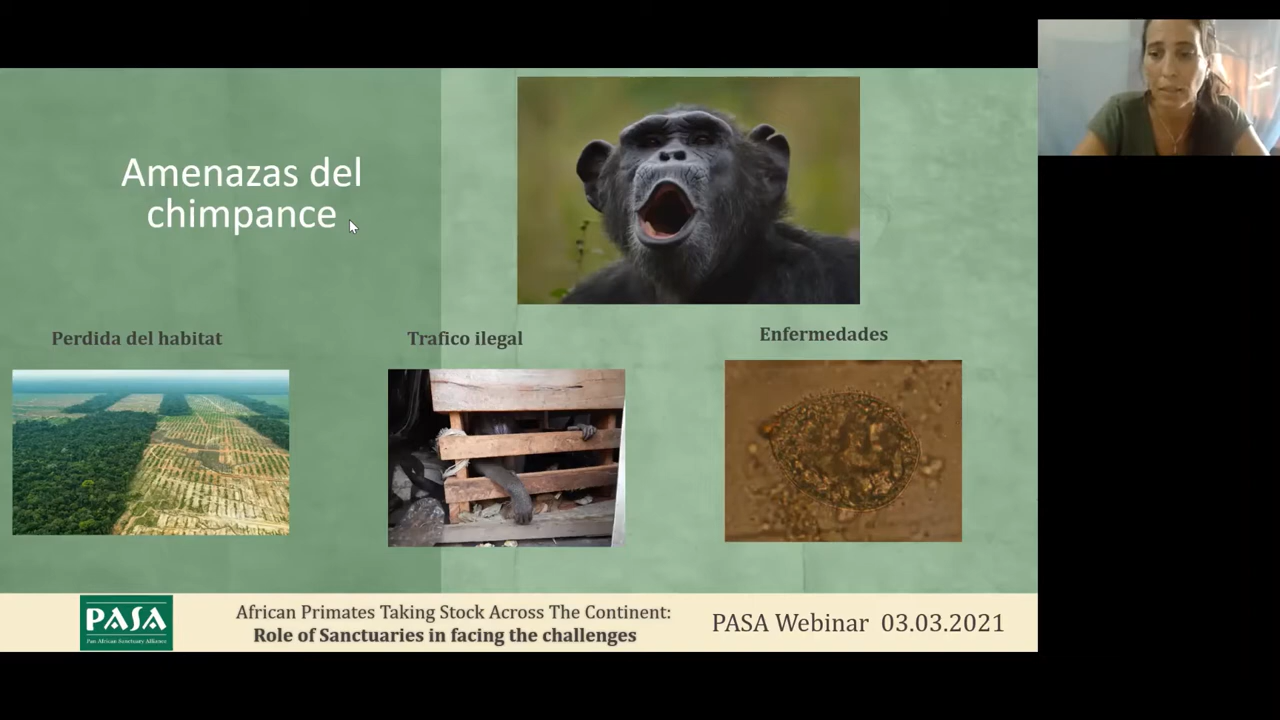 Amenazas del
chimpance
Perdida del habitat
Trafico ilegal
Enfermedades
PASA
Pan African Sanctuary Alliance
African Primates Taking Stock Across The Continent:
Role of Sanctuaries in facing the challenges
PASA Webinar 03.03.2021